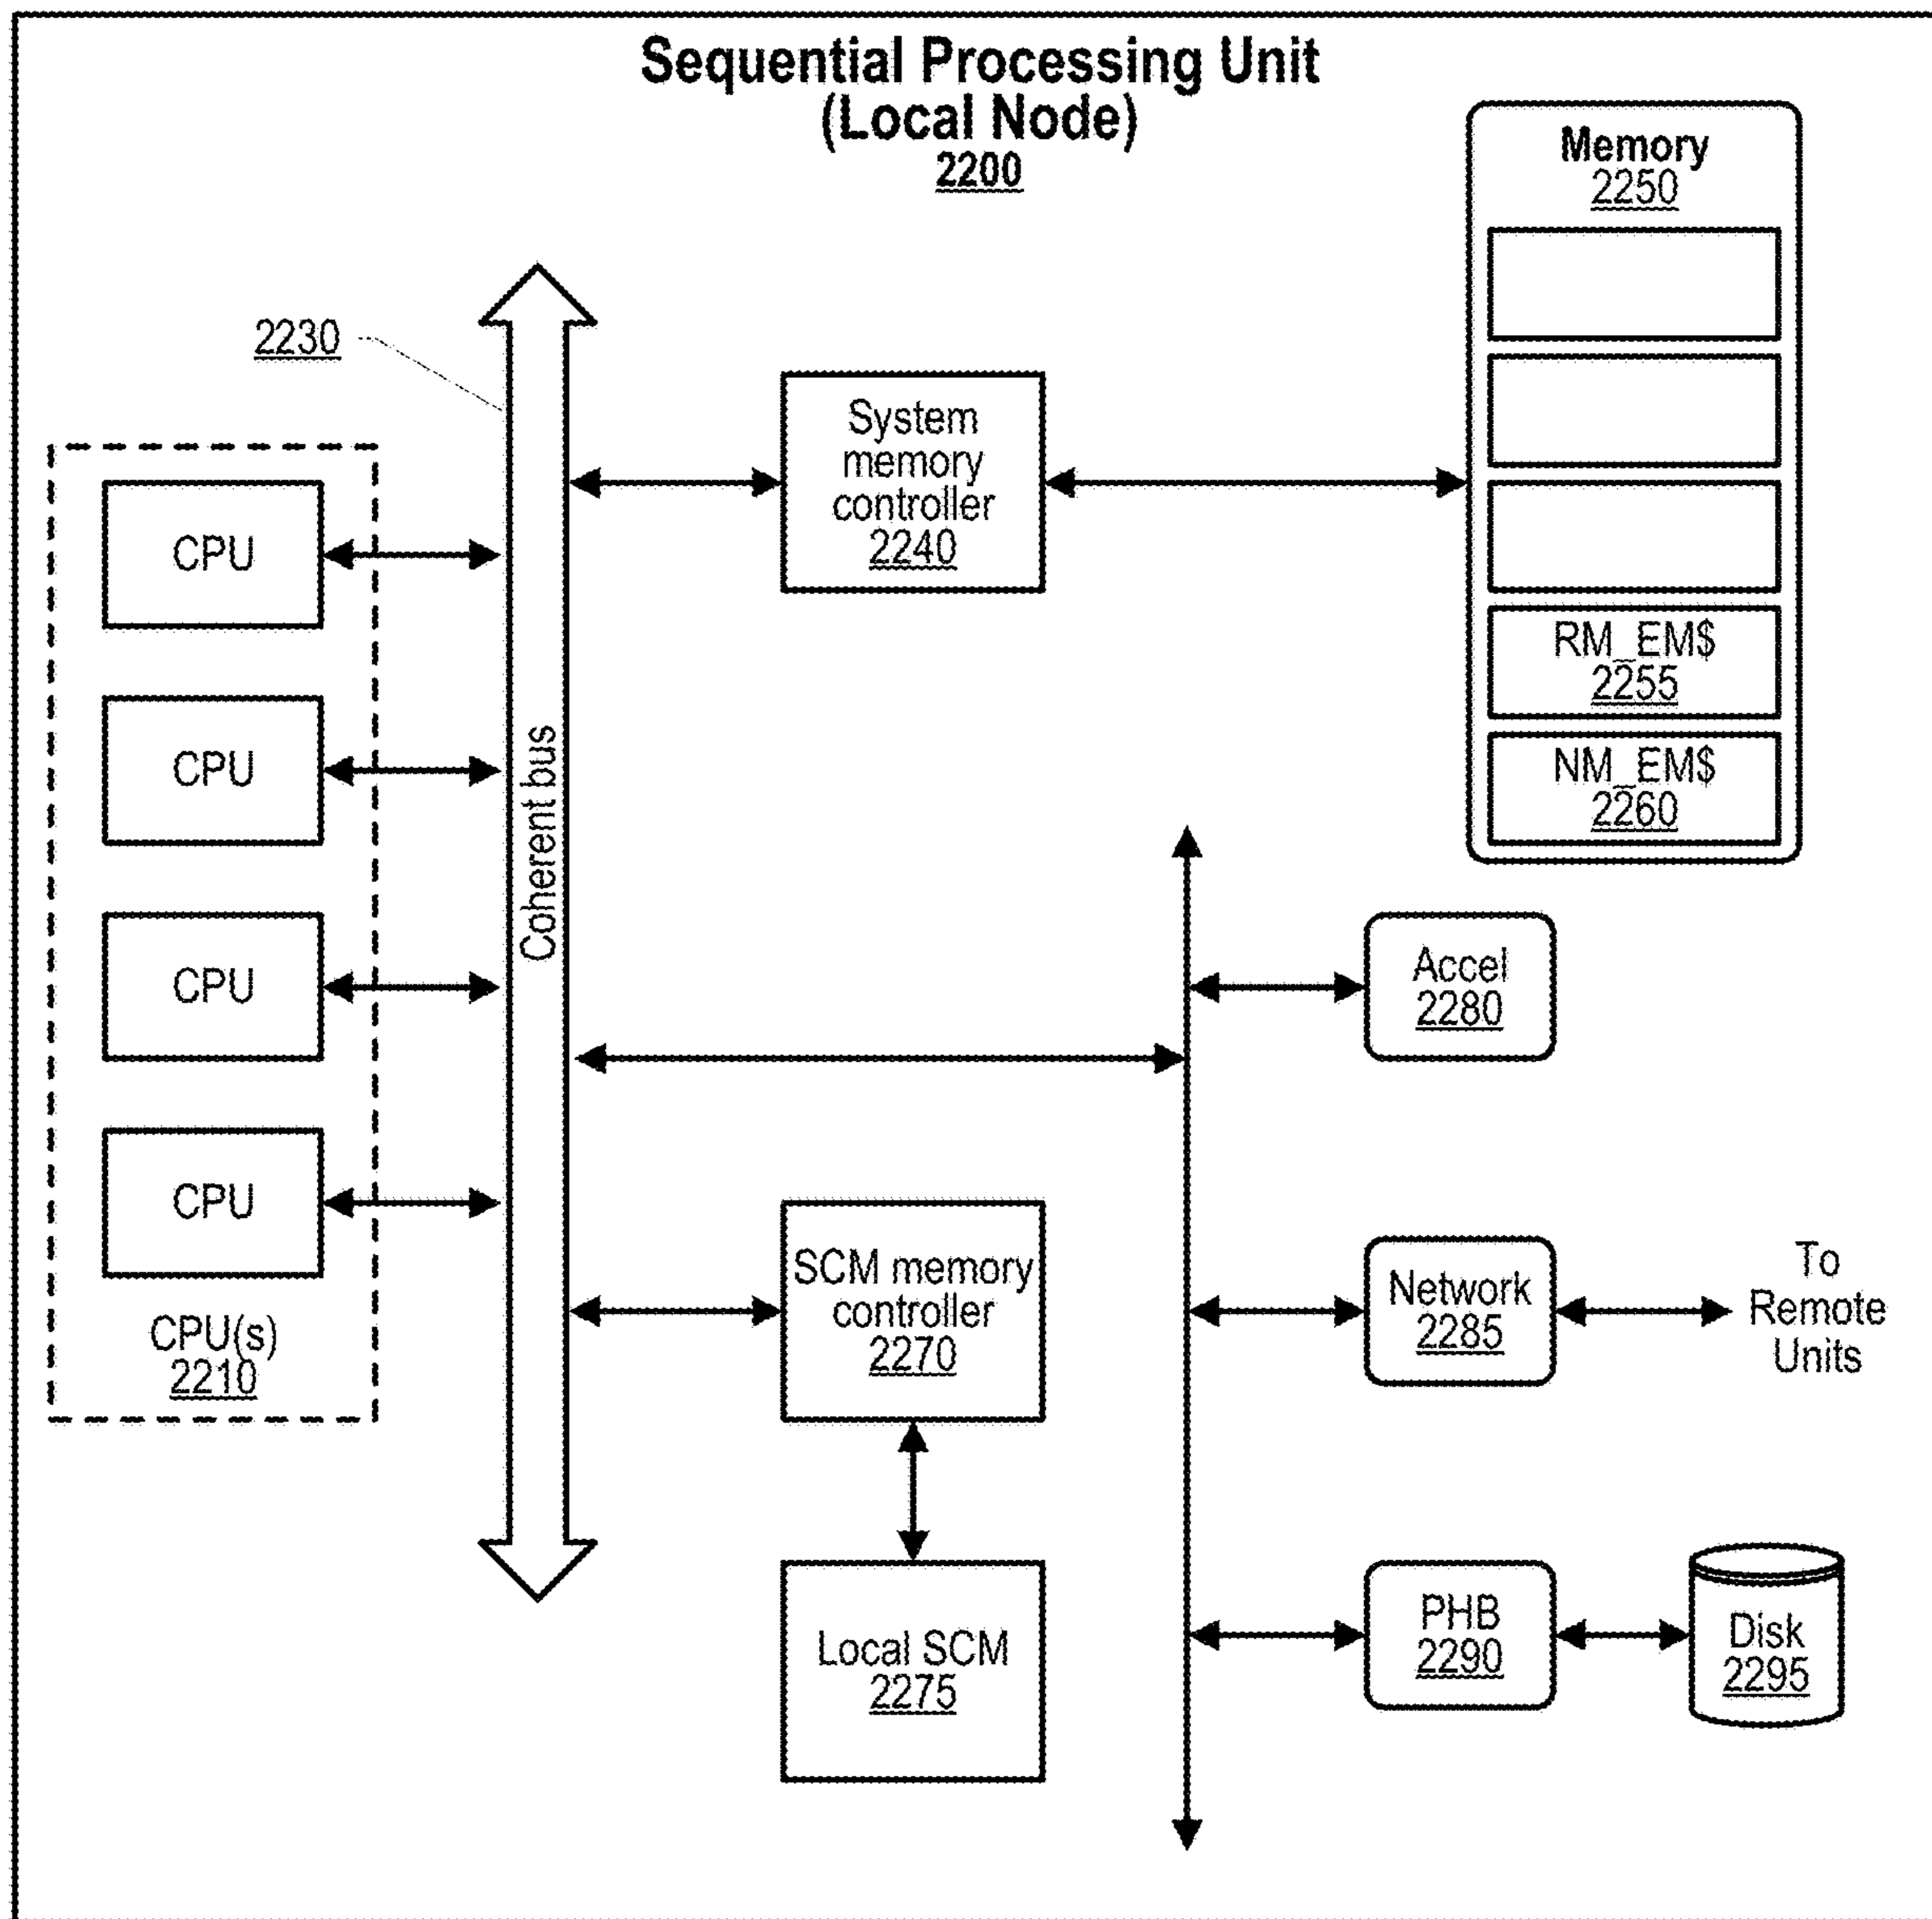 Sequential Processing Unit
(Local Node)
2200
Memory
2250
RM_EM$
2255
NM_EM$
2260
2230
System
memory
controller
2240
CPU
CPU
CPU
CPU
CPU(s)
2210
Coherent bus
Accel
2280
SCM memory
controller
2270
Network
2285
To
Remote
Units
Local SCM
2275
PHB
2290
Disk
2295